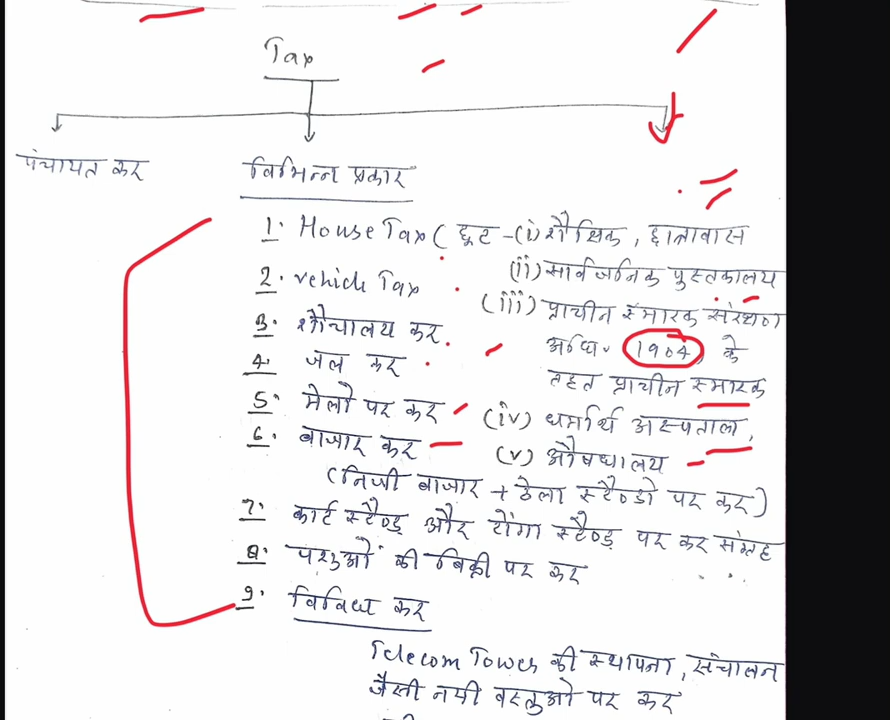 Tax
पंचायत कर
विभिन्न प्रकार
1. House Tax ( छूट - (i) शैक्षिक, छात्रावास
(ii) सार्वजनिक पुस्तकालय
2. vehicle Tax
(iii) प्राचीन स्मारक संरक्षण
3. शौचालय कर
अधि. 1904 के
4. जल कर
तहत प्राचीन स्मारक
5. मेलो पर कर
(iv) धर्मार्थ अस्पताल,
6. बाजार कर
(v) औषधालय
(निजी बाजार + ठेला स्टैण्डो पर कर)
7. कार्ट स्टैण्ड और टोंगा स्टैण्ड पर कर संग्रह
8. पशुओं की बिक्री पर कर
9. विविध कर
Telecom Tower की स्थापना, संचालन
जैसी नयी वस्तुओ पर कर